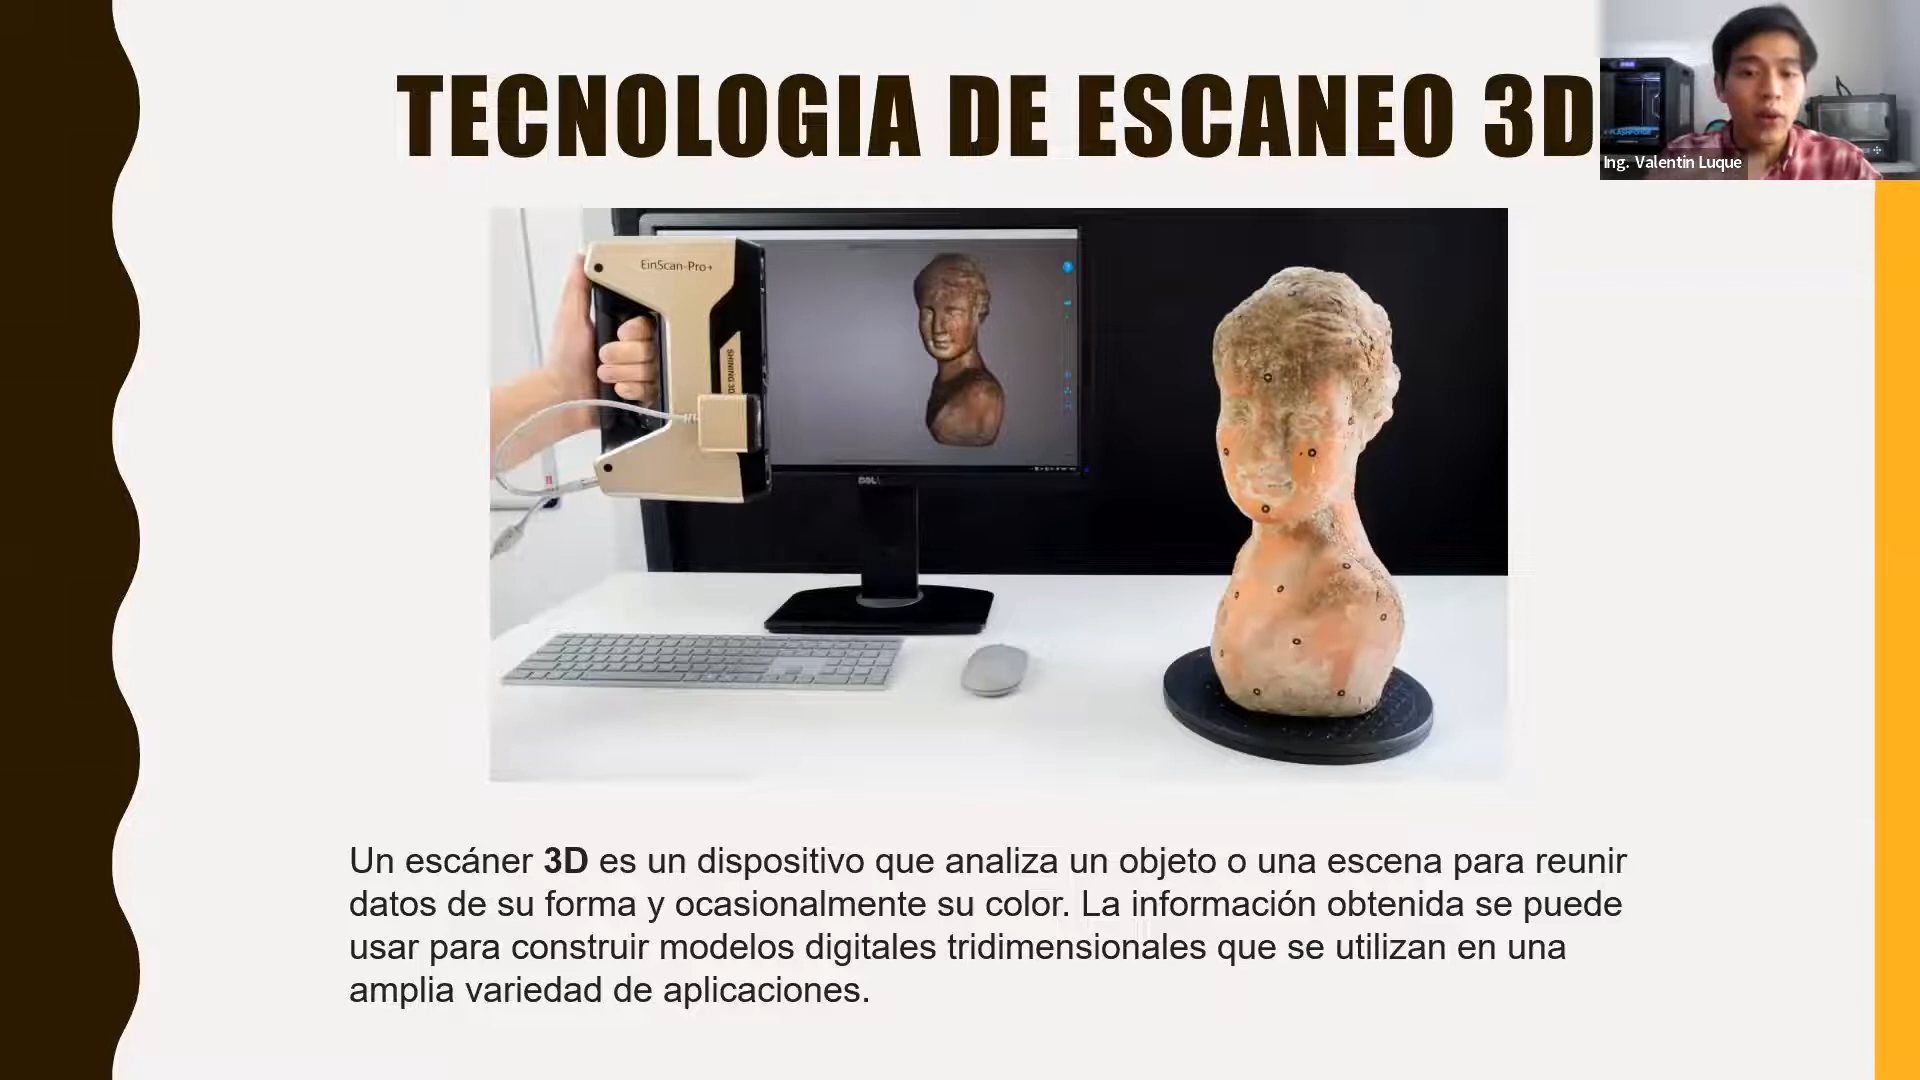 TECNOLOGIA DE ESCANEO 3D
Ing. Valentin Luque
EinScan-Pro+
SHINING 3D
DELL
Un escáner 3D es un dispositivo que analiza un objeto o una escena para reunir
datos de su forma y ocasionalmente su color. La información obtenida se puede
usar para construir modelos digitales tridimensionales que se utilizan en una
amplia variedad de aplicaciones.